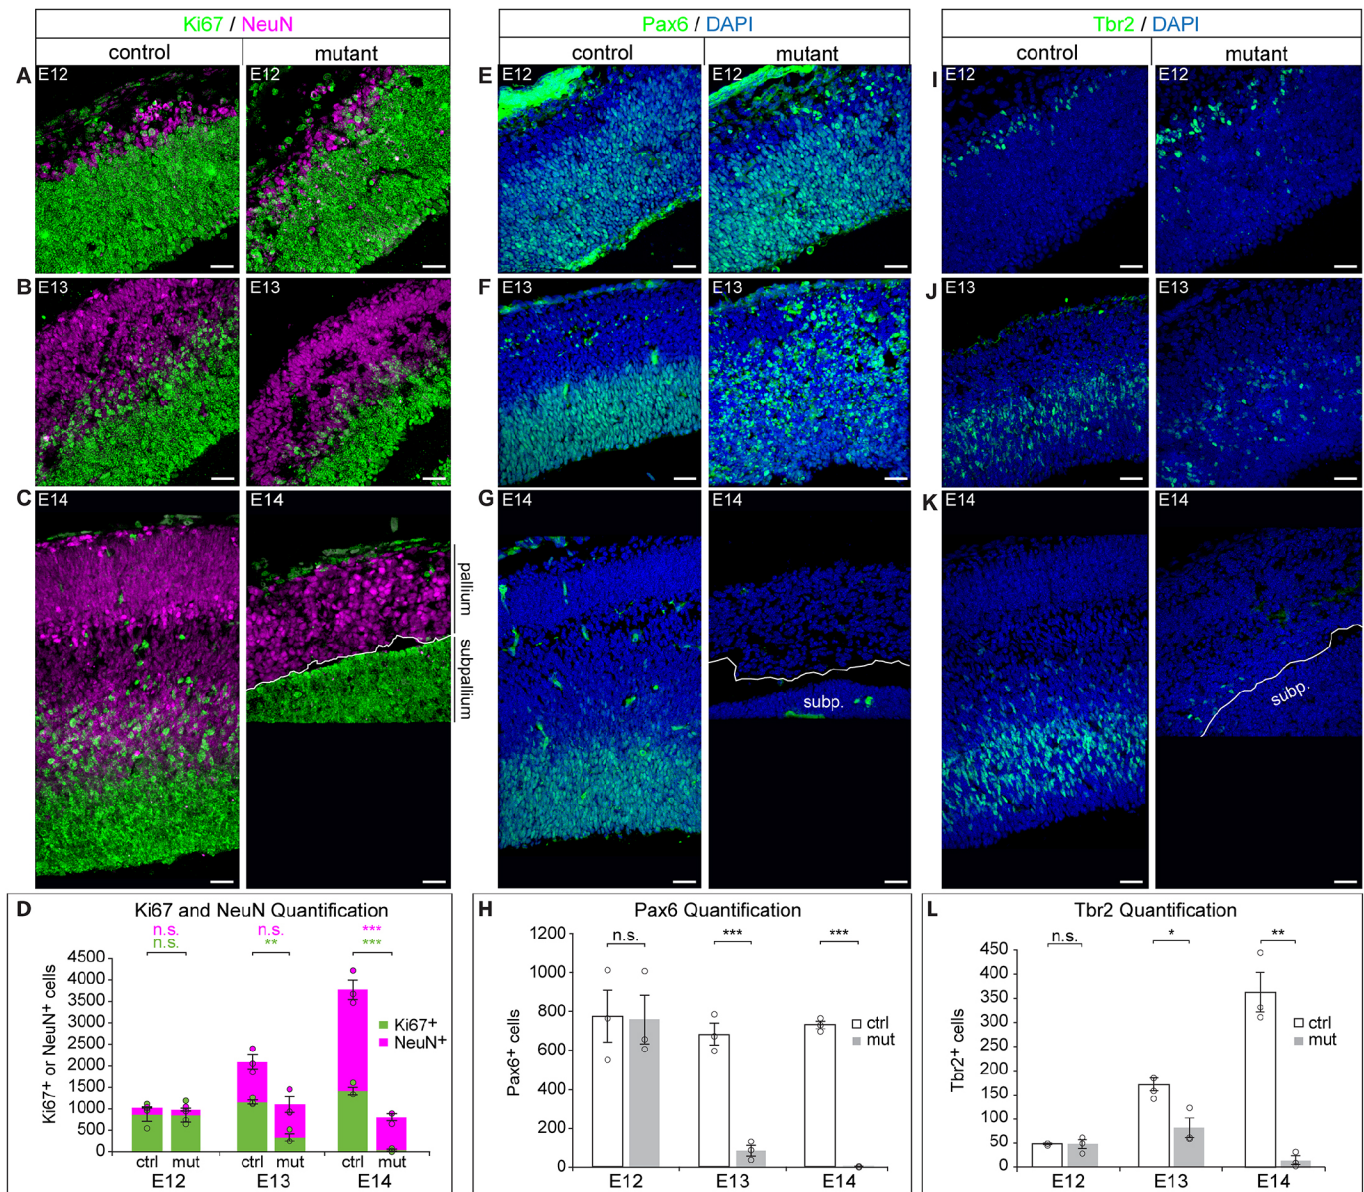 Ki67 / NeuN
control
mutant
A
E12
E12
B
E13
E13
C
E14
E14
pallium
subpallium
D
Ki67 and NeuN Quantification
n.s.
n.s.
n.s.
**
***
***
Ki67+ or NeuN+ cells
4500
4000
3500
3000
2500
2000
1500
1000
500
0
Ki67+
NeuN+
ctrl
mut
ctrl
mut
ctrl
mut
E12
E13
E14
Pax6 / DAPI
control
mutant
E
E12
E12
F
E13
E13
G
E14
E14
subp.
H
Pax6 Quantification
n.s.
***
***
Pax6+ cells
1200
1000
800
600
400
200
0
ctrl
mut
E12
E13
E14
Tbr2 / DAPI
control
mutant
I
E12
E12
J
E13
E13
K
E14
E14
subp.
L
Tbr2 Quantification
n.s.
*
**
Tbr2+ cells
450
400
350
300
250
200
150
100
50
0
ctrl
mut
E12
E13
E14